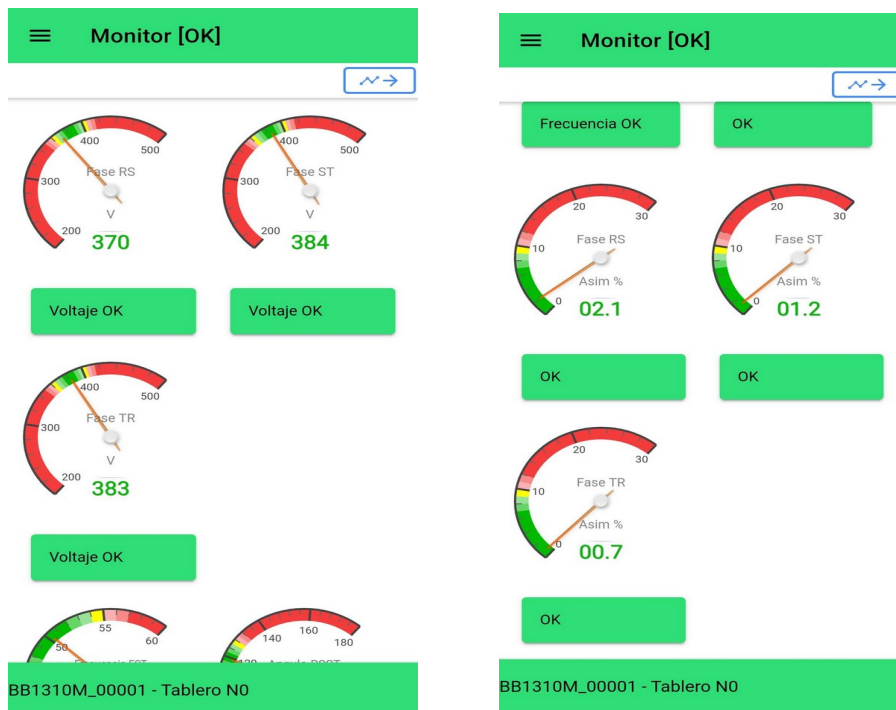 Monitor [OK]
400
500
300
200
Fase RS
V
370
400
500
300
200
Fase ST
V
384
Voltaje OK
Voltaje OK
400
500
300
200
Fase TR
V
383
Voltaje OK
50
55
60
140
160
180
BB1310M_00001 - Tablero N0
Monitor [OK]
Frecuencia OK
OK
20
30
10
0
Fase RS
Asim %
02.1
20
30
10
0
Fase ST
Asim %
01.2
OK
OK
20
30
10
0
Fase TR
Asim %
00.7
OK
BB1310M_00001 - Tablero N0